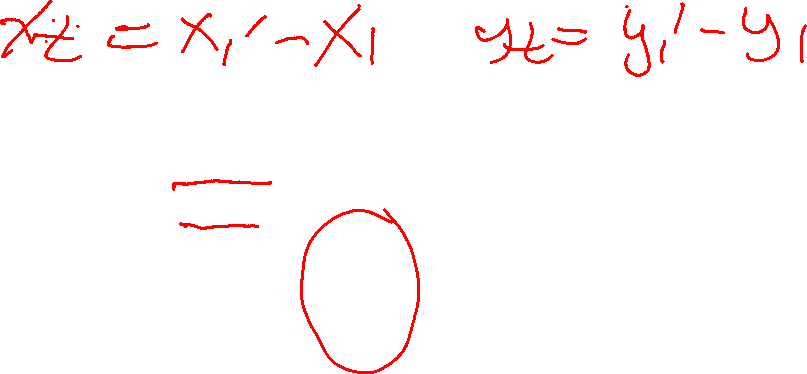 xt = x₁' - x₁ yt = y₁' - y₁
= 0